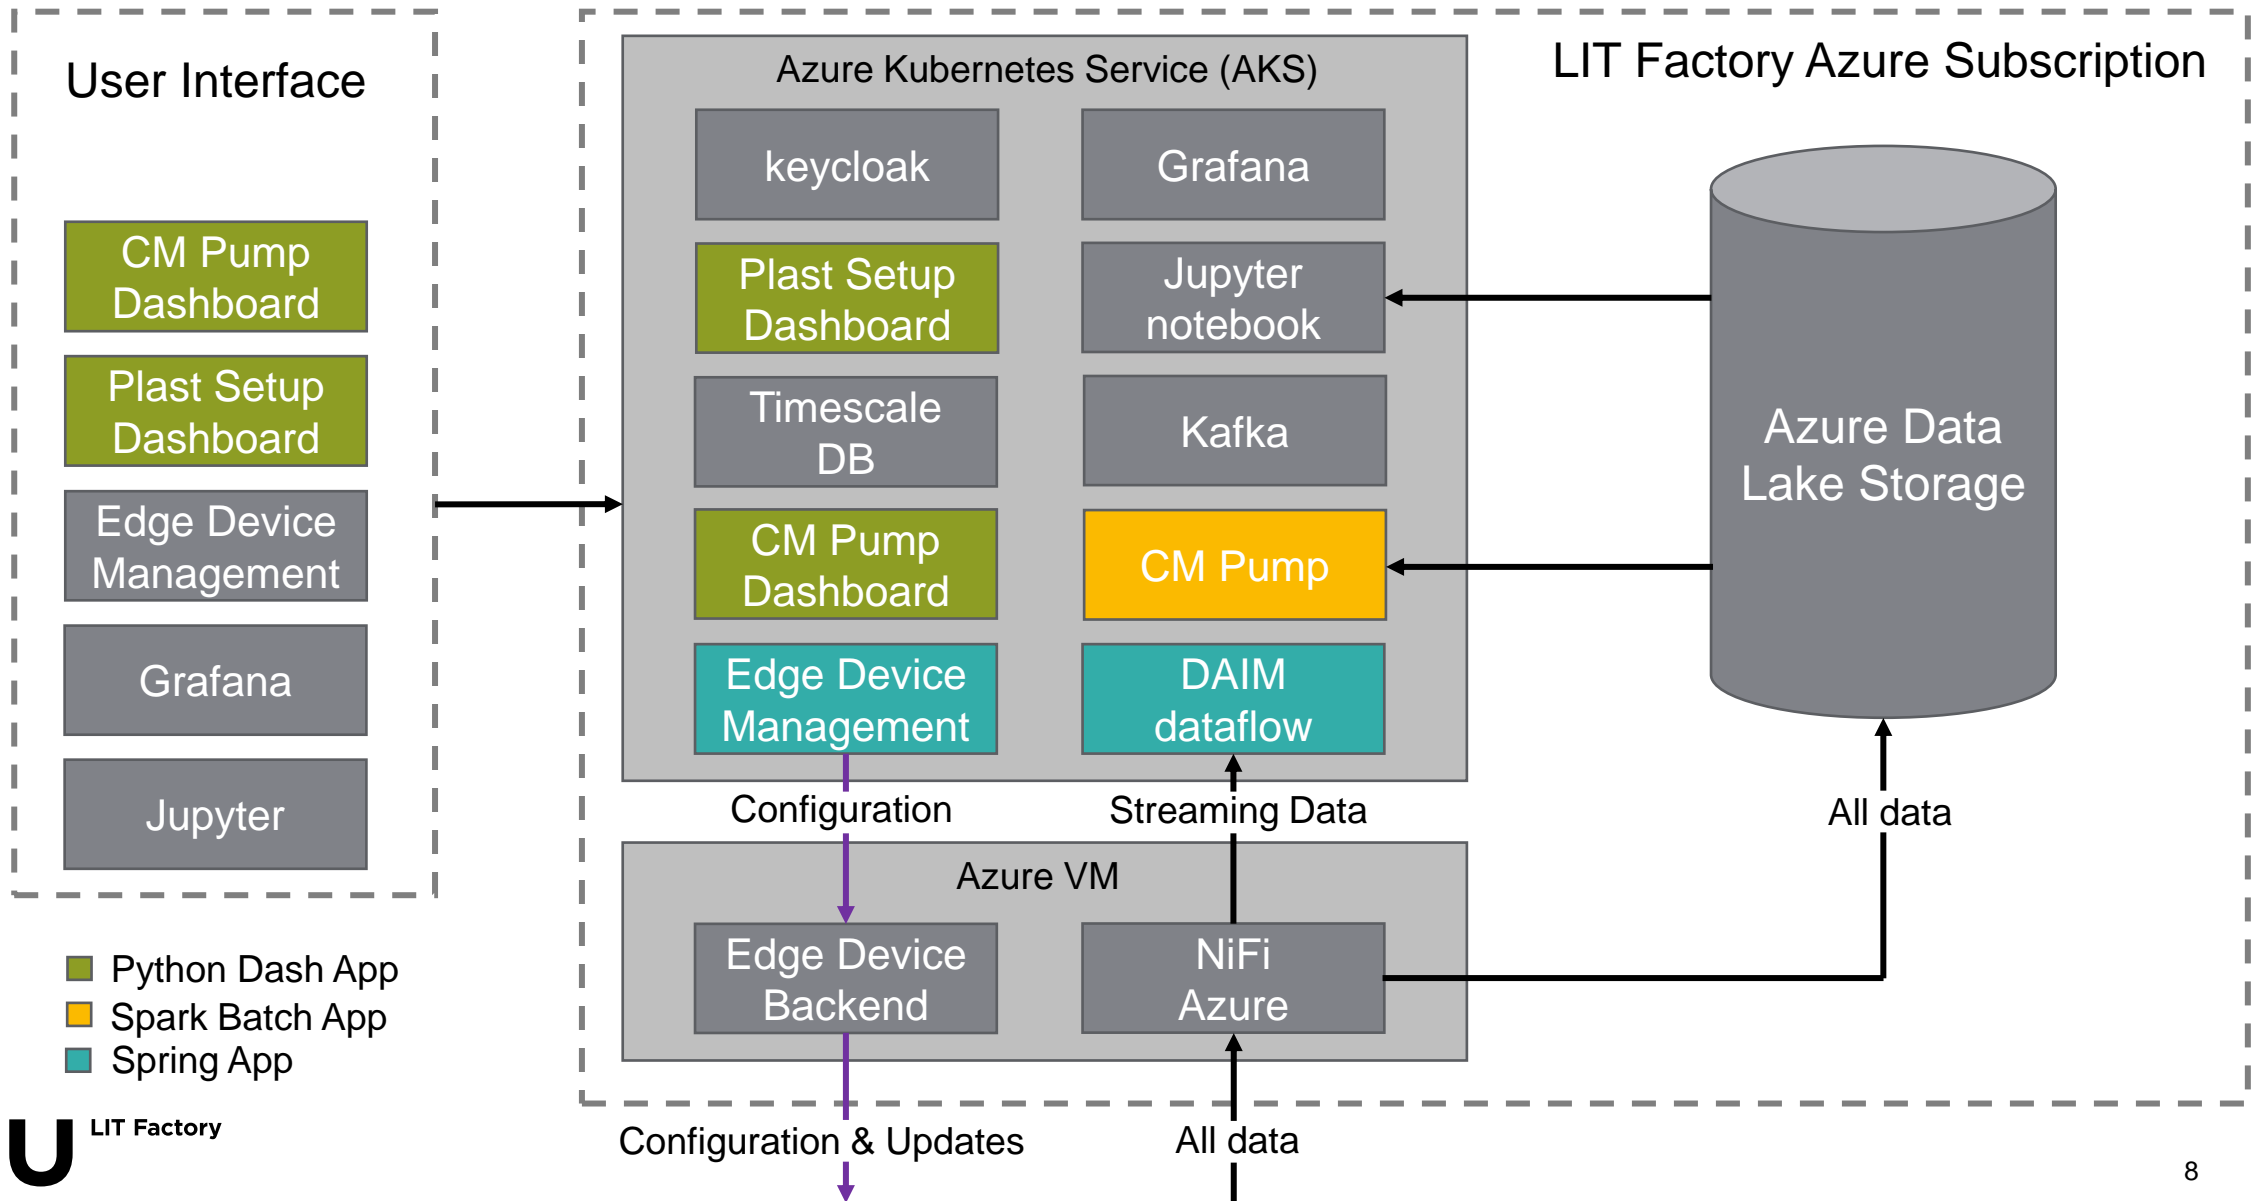 User Interface
CM Pump
Dashboard
Plast Setup
Dashboard
Edge Device
Management
Grafana
Jupyter
Python Dash App
Spark Batch App
Spring App
LIT Factory Azure Subscription
Azure Kubernetes Service (AKS)
keycloak
Grafana
Plast Setup
Dashboard
Jupyter
notebook
Timescale
DB
Kafka
CM Pump
Dashboard
CM Pump
Edge Device
Management
DAIM
dataflow
Azure Data
Lake Storage
Configuration
Streaming Data
All data
Azure VM
Edge Device
Backend
NiFi
Azure
Configuration & Updates
All data
U LIT Factory
8